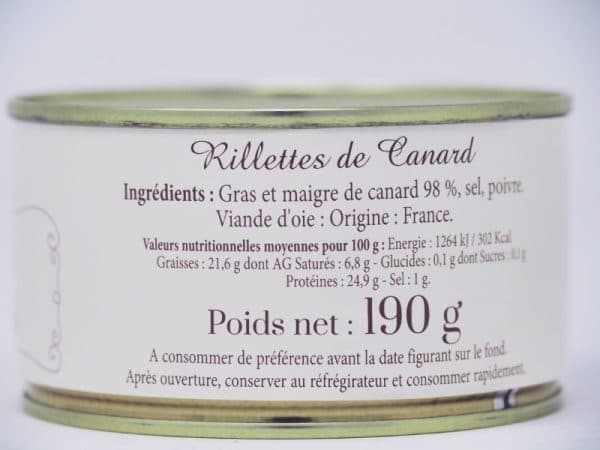 Rillettes de Canard
Ingrédients : Gras et maigre de canard 98 %, sel, poivre.
Viande d'oie : Origine : France.
Valeurs nutritionnelles moyennes pour 100 g : Energie : 1264 kJ / 302 Kcal
Graisses : 21,6 g dont AG Saturés : 6,8 g - Glucides : 0,1 g dont Sucres : 0,1 g
Protéines : 24,9 g - Sel : 1 g.
Poids net : 190 g
A consommer de préférence avant la date figurant sur le fond.
Après ouverture, conserver au réfrigirateur et consommer rapidement.